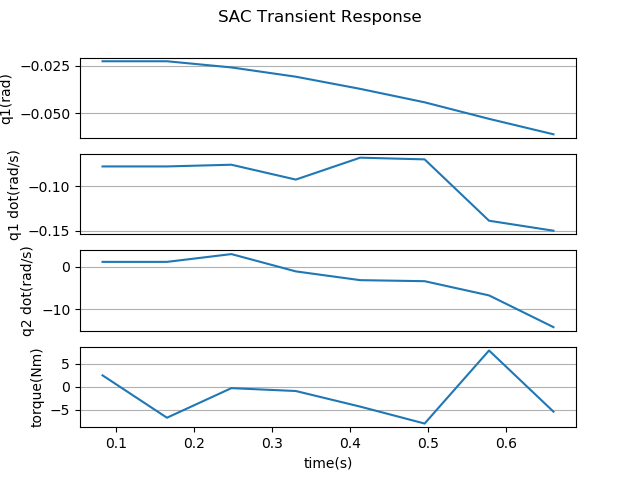 SAC Transient Response
−0.025
−0.050
q1(rad)
−0.10
−0.15
q1 dot(rad/s)
0
−10
q2 dot(rad/s)
5
0
−5
torque(Nm)
0.1 0.2 0.3 0.4 0.5 0.6
time(s)